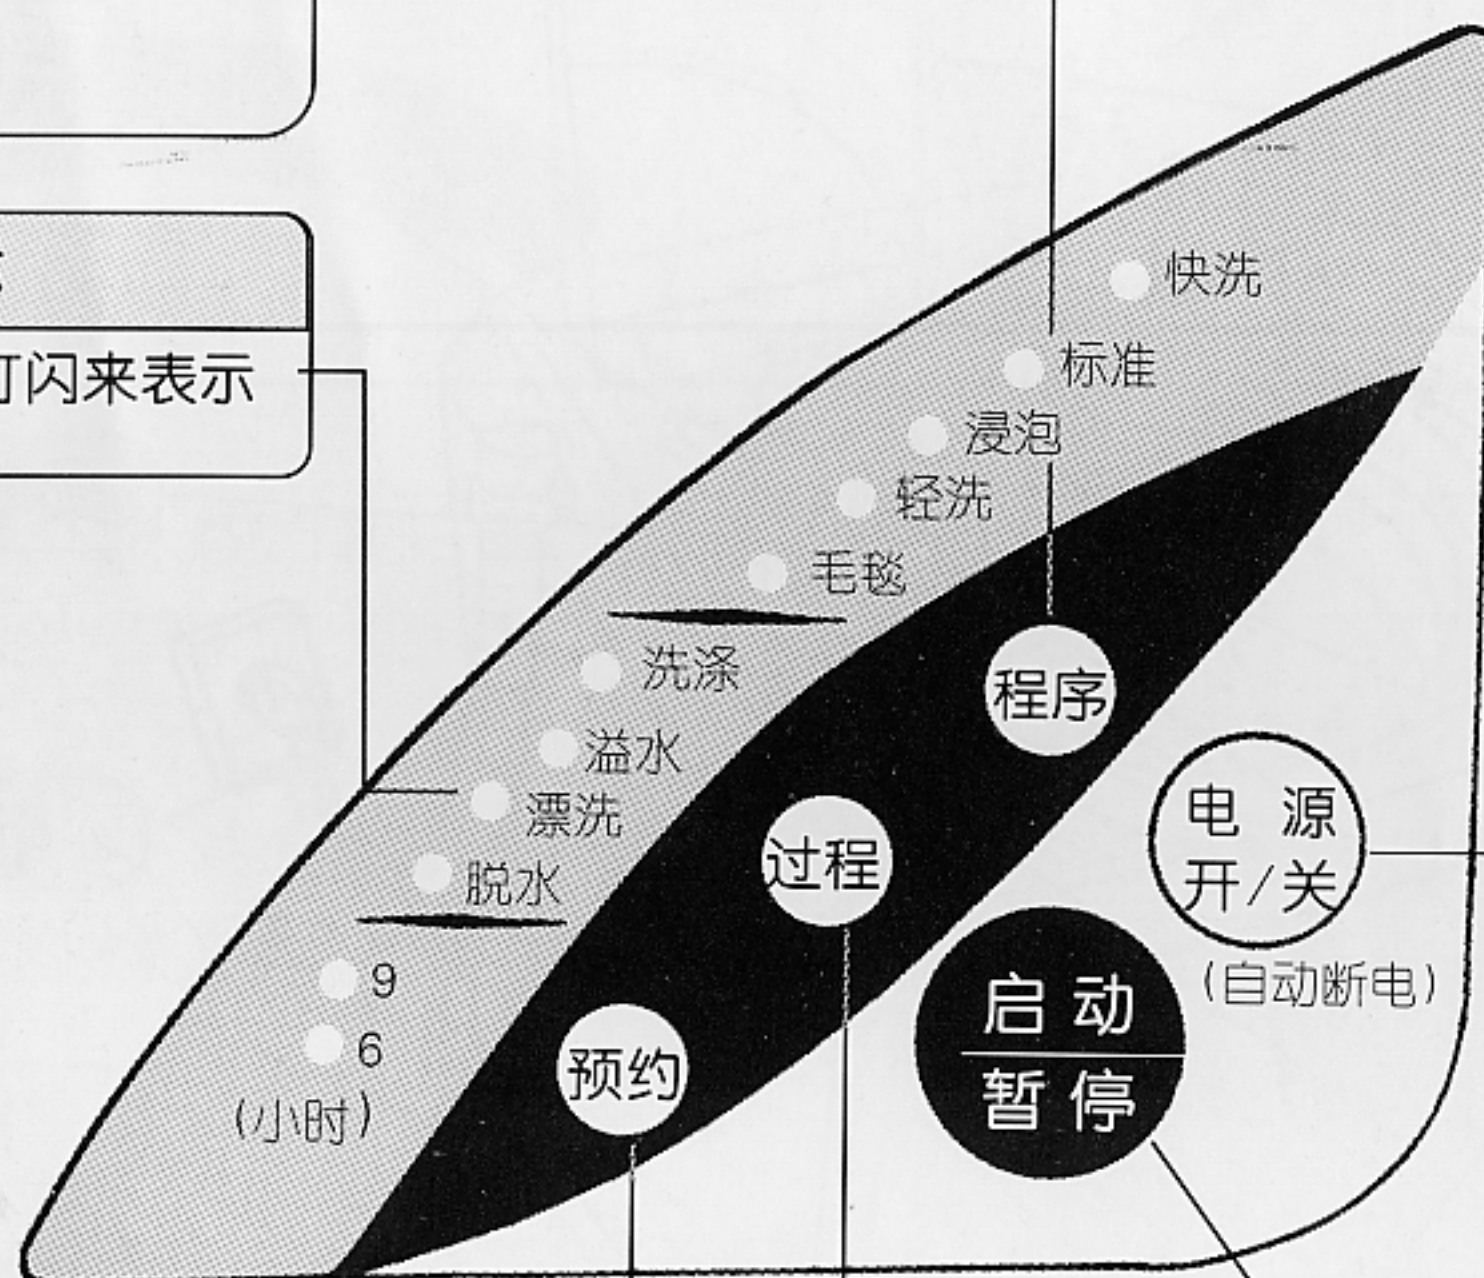 闪来表示
快洗
标准
浸泡
轻洗
毛毯
洗涤
溢水
漂洗
脱水
9
6
(小时)
程序
过程
预约
电 源
开/关
(自动断电)
启 动
暂 停